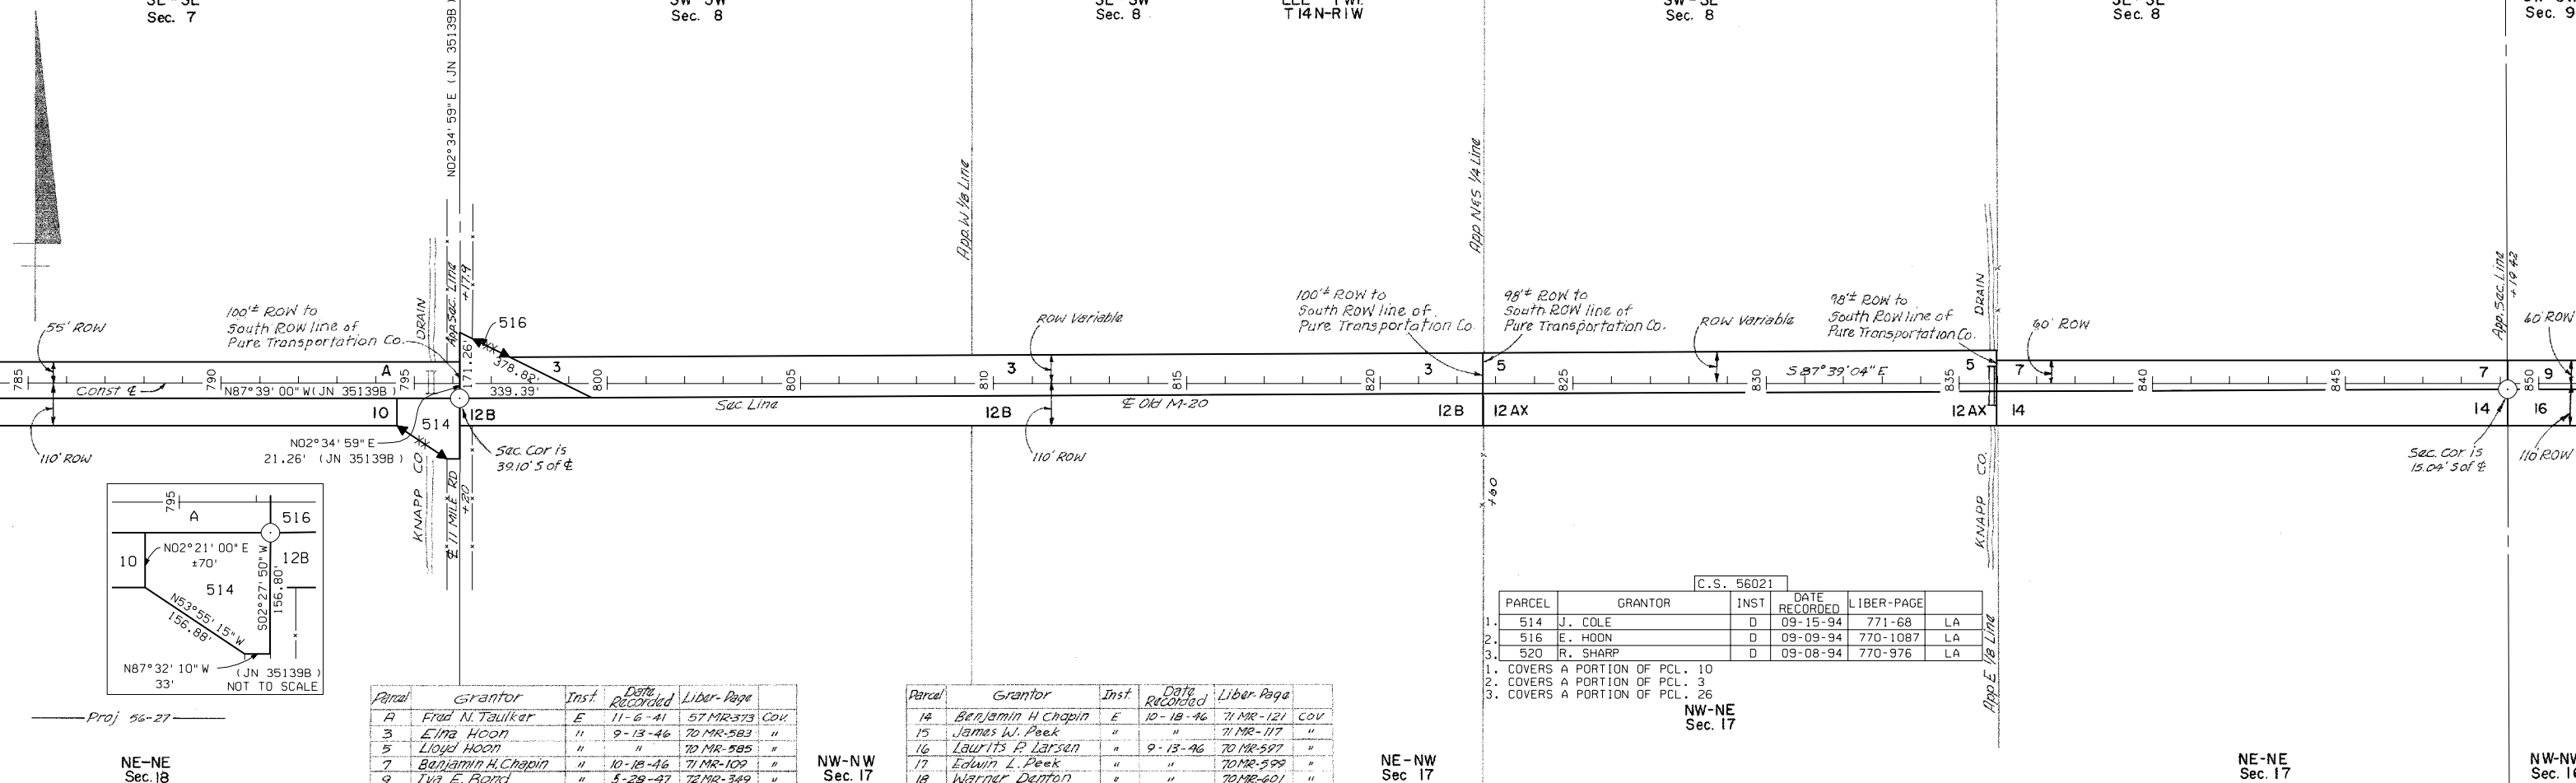 SE-SE
Sec. 7
SW-SW
Sec. 8
SE-SW
Sec. 8
LEE TWP.
T14N-R1W
SW-SE
Sec. 8
SE-SE
Sec. 8
Sec. 9
N02°34'59"E (JN 35139B)
App. W 1/8 Line
App N&S 1/4 Line
App. Sec. Line
+19.42
55' ROW
100'± ROW to
South ROW line of
Pure Transportation Co.
DRAIN
App. Sec. Line
+17.9
516
171.26'
378.82'
339.39'
ROW Variable
100'± ROW to
South ROW line of
Pure Transportation Co.
98'± ROW to
South ROW line of
Pure Transportation Co.
ROW Variable
98'± ROW to
South ROW line of
Pure Transportation Co.
DRAIN
60' ROW
60' ROW
A
3
3
3
5
5
7
7
9
785
790
795
800
805
810
815
820
825
830
835
840
845
850
Const ℄
N87°39'00"W(JN 35139B)
S87°39'04"E
Sec Line
℄ Old M-20
10
514
12B
12B
12B
12AX
12AX
14
14
16
110' ROW
N02°34'59"E
21.26' (JN 35139B)
Sec. Cor is
39.10' S of ℄
110' ROW
Sec. Cor is
15.04' S of ℄
110' ROW
KNAPP CO.
℄ 11 MILE RD
+20
+60
KNAPP CO.
App E 1/8 Line
795
A
516
10
N02°21'00"E
±70'
12B
514
S02°27'50"W
156.80'
N53°55'15"W
156.88'
N87°32'10"W
33'
(JN 35139B)
NOT TO SCALE
C.S. 56021
PARCEL GRANTOR INST DATE RECORDED LIBER-PAGE
1. 514 J. COLE D 09-15-94 771-68 LA
2. 516 E. HOON D 09-09-94 770-1087 LA
3. 520 R. SHARP D 09-08-94 770-976 LA
1. COVERS A PORTION OF PCL. 10
2. COVERS A PORTION OF PCL. 3
3. COVERS A PORTION OF PCL. 26
NW-NE
Sec. 17
Proj 56-27
NE-NE
Sec. 18
Parcel Grantor Inst. Date Recorded Liber-Page
A Fred N. Taulker E 11-6-41 57 MR-373 Cov.
3 Elna Hoon " 9-13-46 70 MR-583 "
5 Lloyd Hoon " " 70 MR-585 "
7 Benjamin H. Chapin " 10-18-46 71 MR-109 "
9 Iva E. Bond " 5-28-47 72 MR-349 "
NW-NW
Sec. 17
Parcel Grantor Inst. Date Recorded Liber-Page
14 Benjamin H Chapin E 10-18-46 71 MR-121 Cov
15 James W. Peek " " 71 MR-117 "
16 Laurits P. Larsen " 9-13-46 70 MR-597 "
17 Edwin L. Peek " " 70 MR-599 "
18 Warner Denton " " 70 MR-601 "
NE-NW
Sec 17
NE-NE
Sec. 17